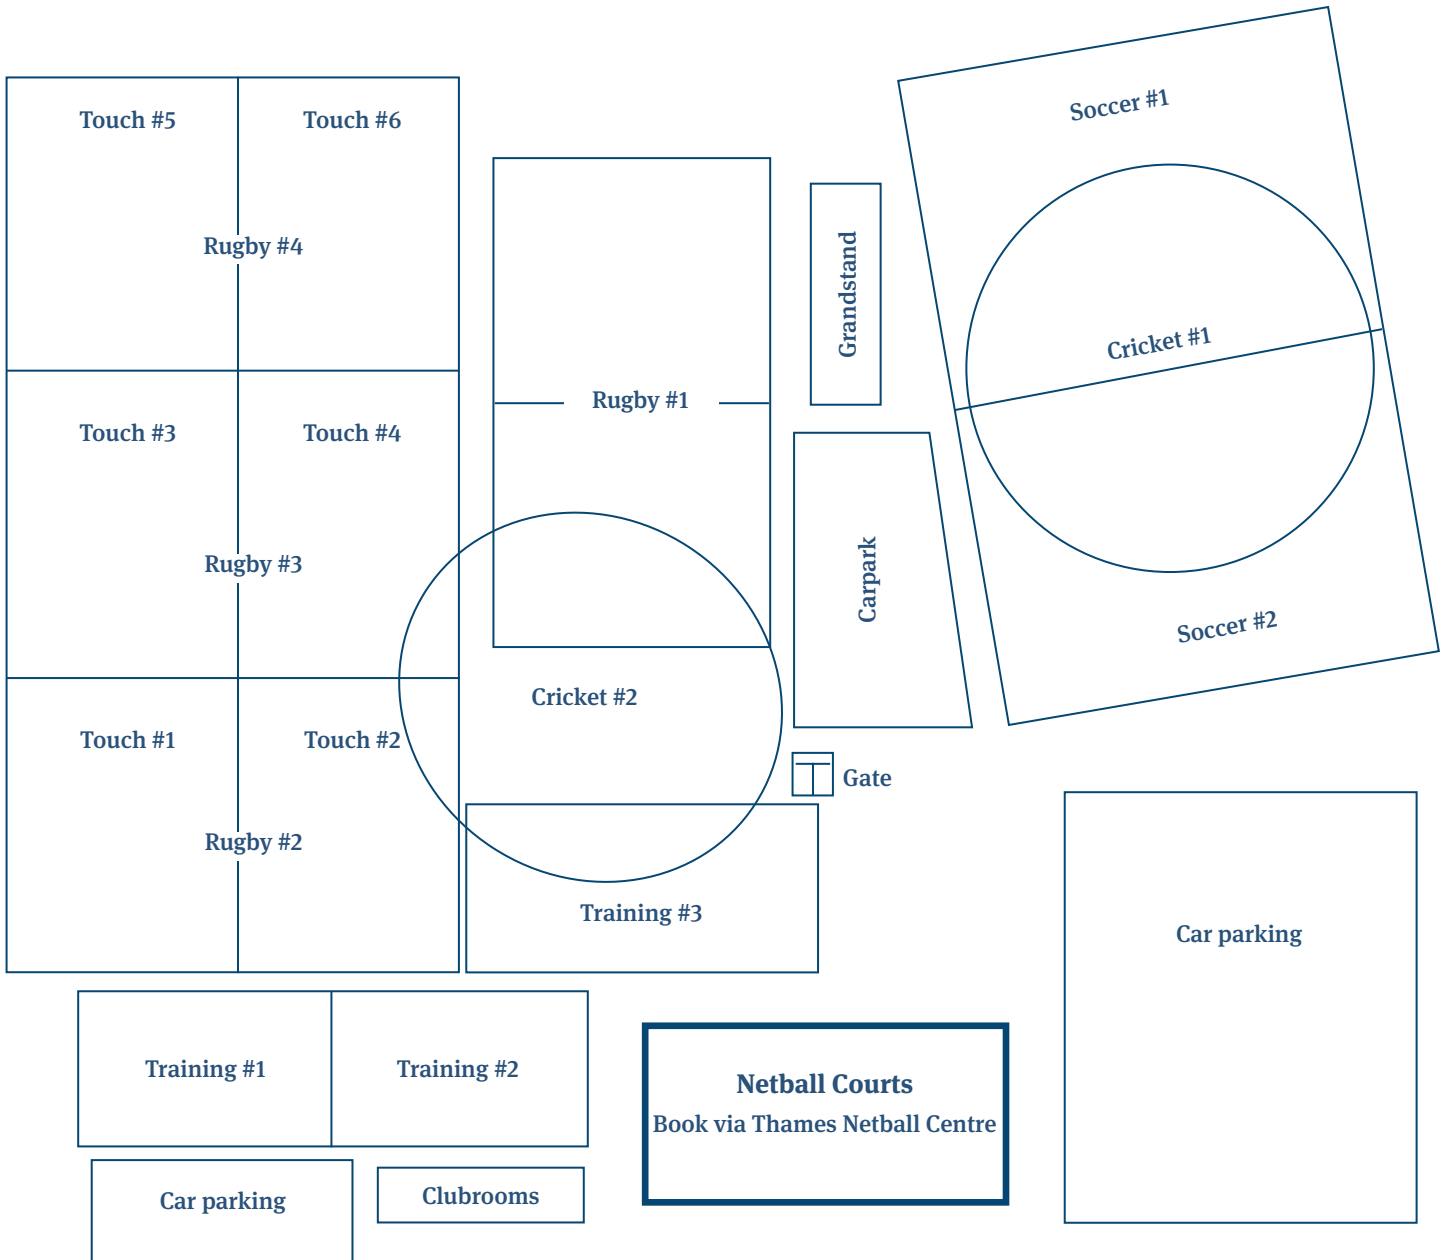 Soccer #1
Touch #5
Touch #6
Rugby #4
Grandstand
Cricket #1
Rugby #1
Touch #3
Touch #4
Rugby #3
Carpark
Soccer #2
Cricket #2
Touch #1
Touch #2
Gate
Rugby #2
Training #3
Car parking
Training #1
Training #2
Netball Courts
Book via Thames Netball Centre
Car parking
Clubrooms